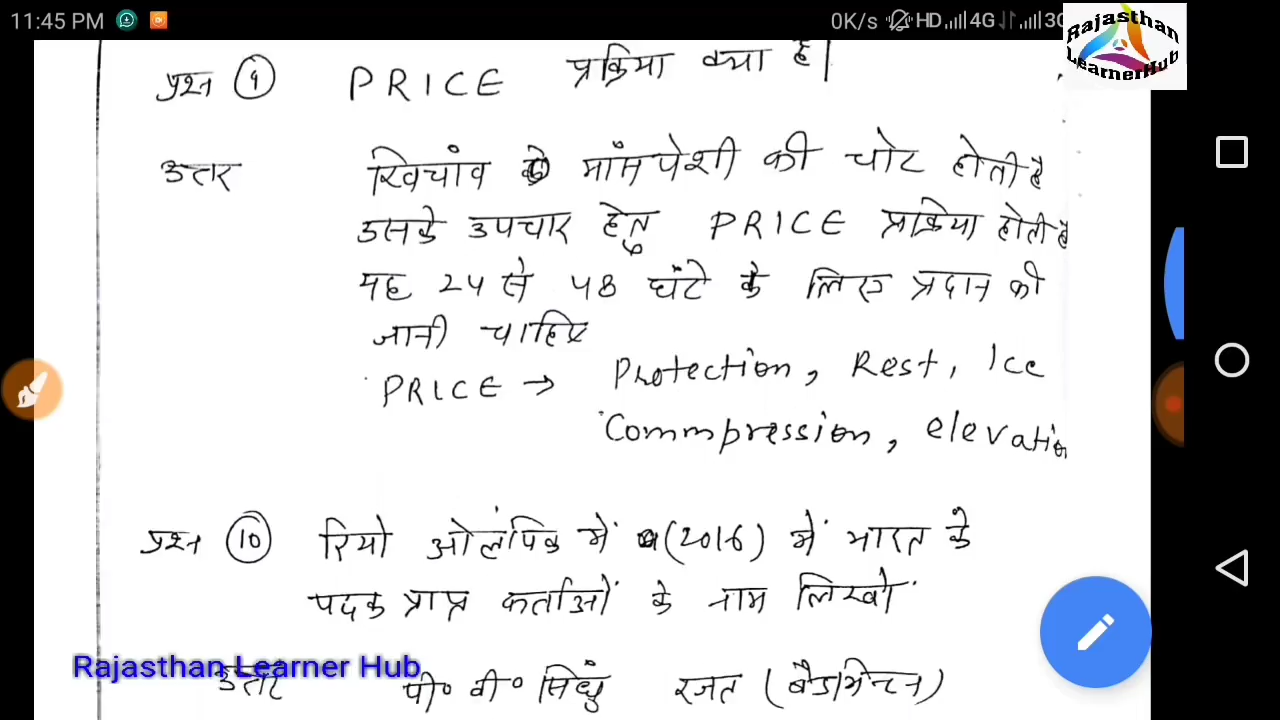 11:45 PM 0K/s HD 4G 3G
Rajasthan
LearnerHub
प्रश्न 9 PRICE प्रक्रिया क्या है|
उत्तर खिचांव से मांसपेशी की चोट होती है
उसके उपचार हेतु PRICE प्रक्रिया होती है
यह 24 से 48 घंटे के लिए प्रदान की
जानी चाहिए
PRICE → Protection, Rest, Ice
Commpression, elevation
प्रश्न 10 रियो ओलंपिक में (2016) में भारत के
पदक प्राप्त कर्ताओं के नाम लिखो
Rajasthan Learner Hub
उत्तर पी० वी० सिंधु रजत (बैडमिन्टन)